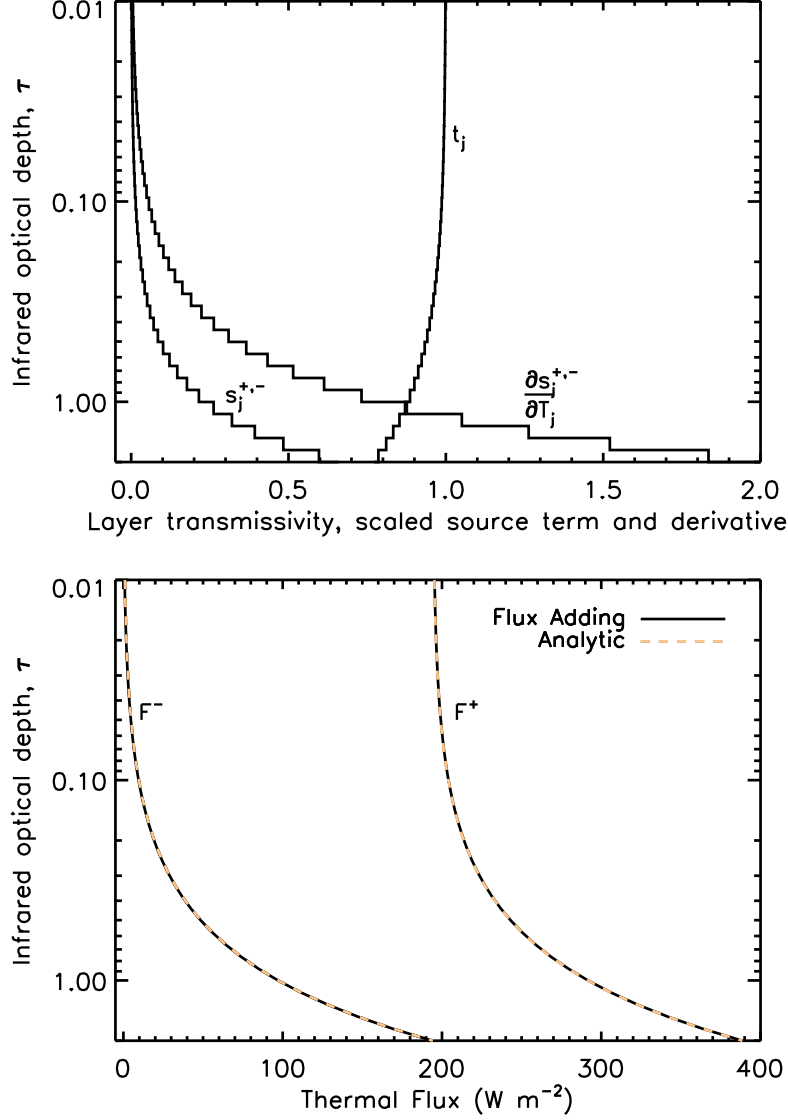 0.01
0.10
1.00
Infrared optical depth, τ
t_j
s_j^{+,-}
∂s_j^{+,-}
∂T_j
0.0 0.5 1.0 1.5 2.0
Layer transmissivity, scaled source term and derivative
0.01
0.10
1.00
Infrared optical depth, τ
Flux Adding
Analytic
F⁻ F⁺
0 100 200 300 400
Thermal Flux (W m⁻²)